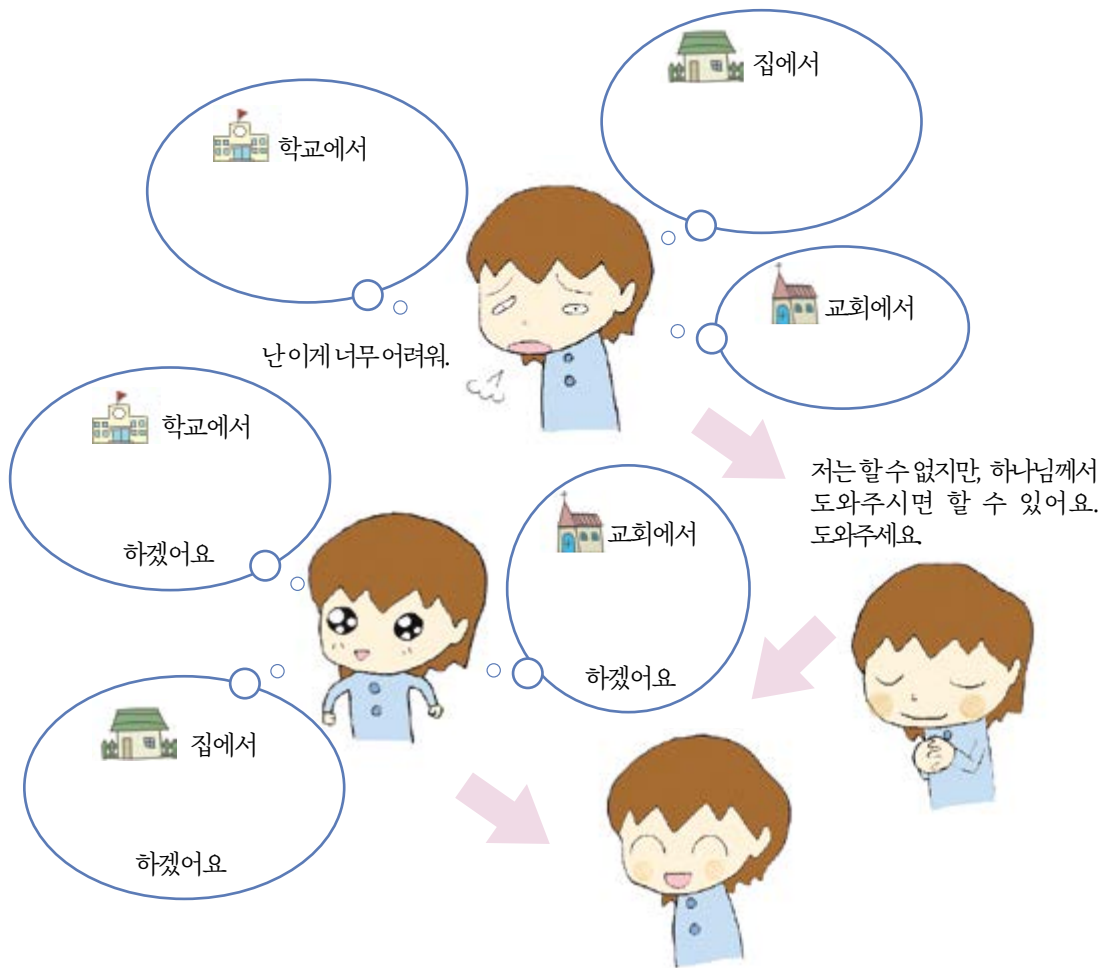 집에서
학교에서
교회에서
난 이게 너무 어려워.
학교에서
하겠어요
저는 할 수 없지만, 하나님께서
도와주시면 할 수 있어요.
도와주세요.
교회에서
하겠어요
집에서
하겠어요